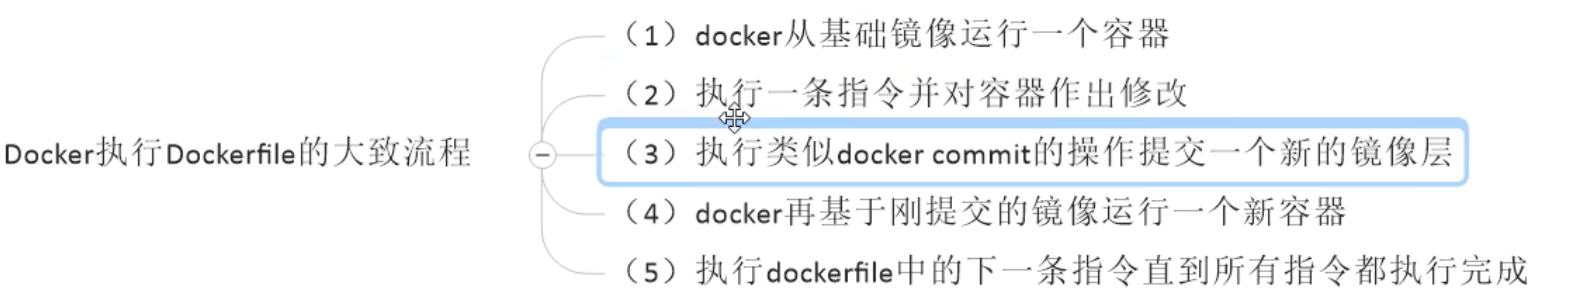 Docker执行Dockerfile的大致流程
（1）docker从基础镜像运行一个容器
（2）执行一条指令并对容器作出修改
（3）执行类似docker commit的操作提交一个新的镜像层
（4）docker再基于刚提交的镜像运行一个新容器
（5）执行dockerfile中的下一条指令直到所有指令都执行完成